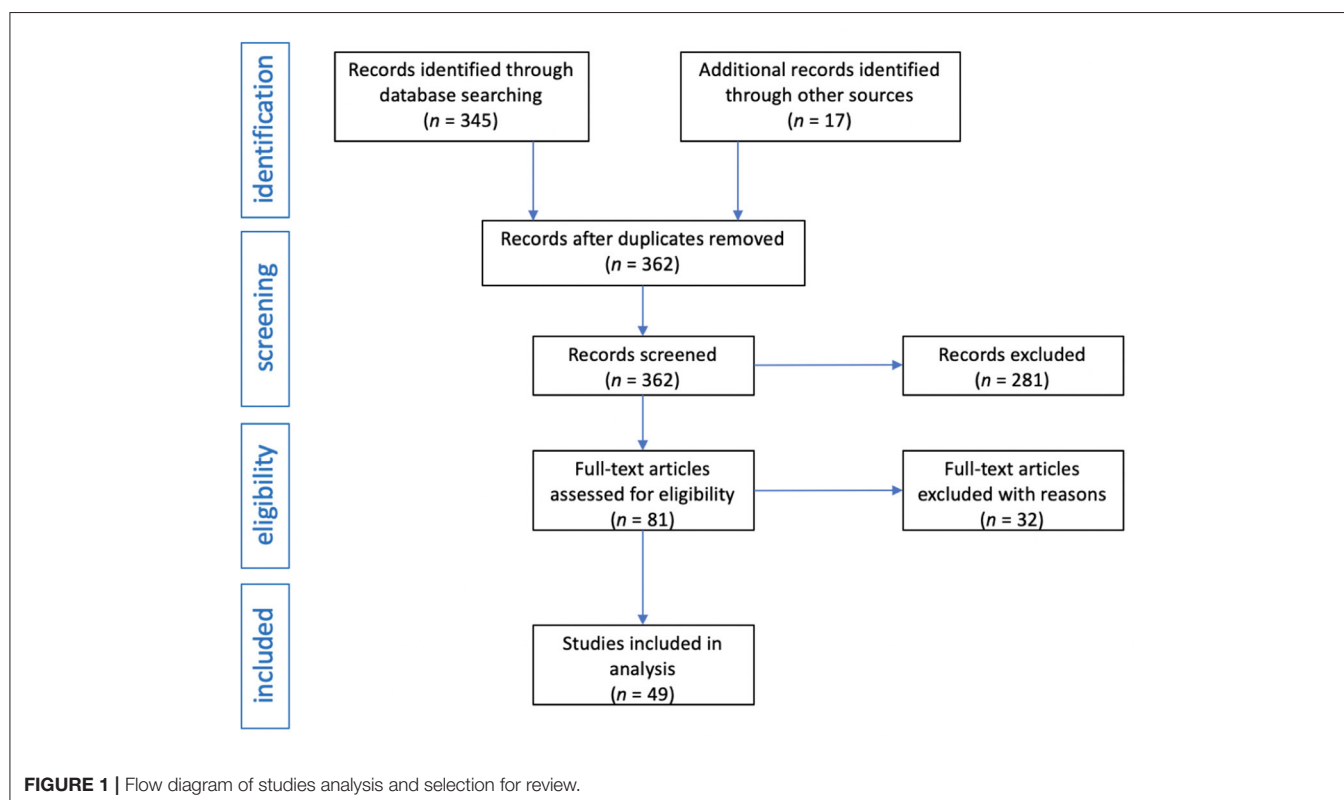 identification
Records identified through
database searching
(n = 345)
Additional records identified
through other sources
(n = 17)
screening
Records after duplicates removed
(n = 362)
Records screened
(n = 362)
Records excluded
(n = 281)
eligibility
Full-text articles
assessed for eligibility
(n = 81)
Full-text articles
excluded with reasons
(n = 32)
included
Studies included in
analysis
(n = 49)
FIGURE 1 | Flow diagram of studies analysis and selection for review.